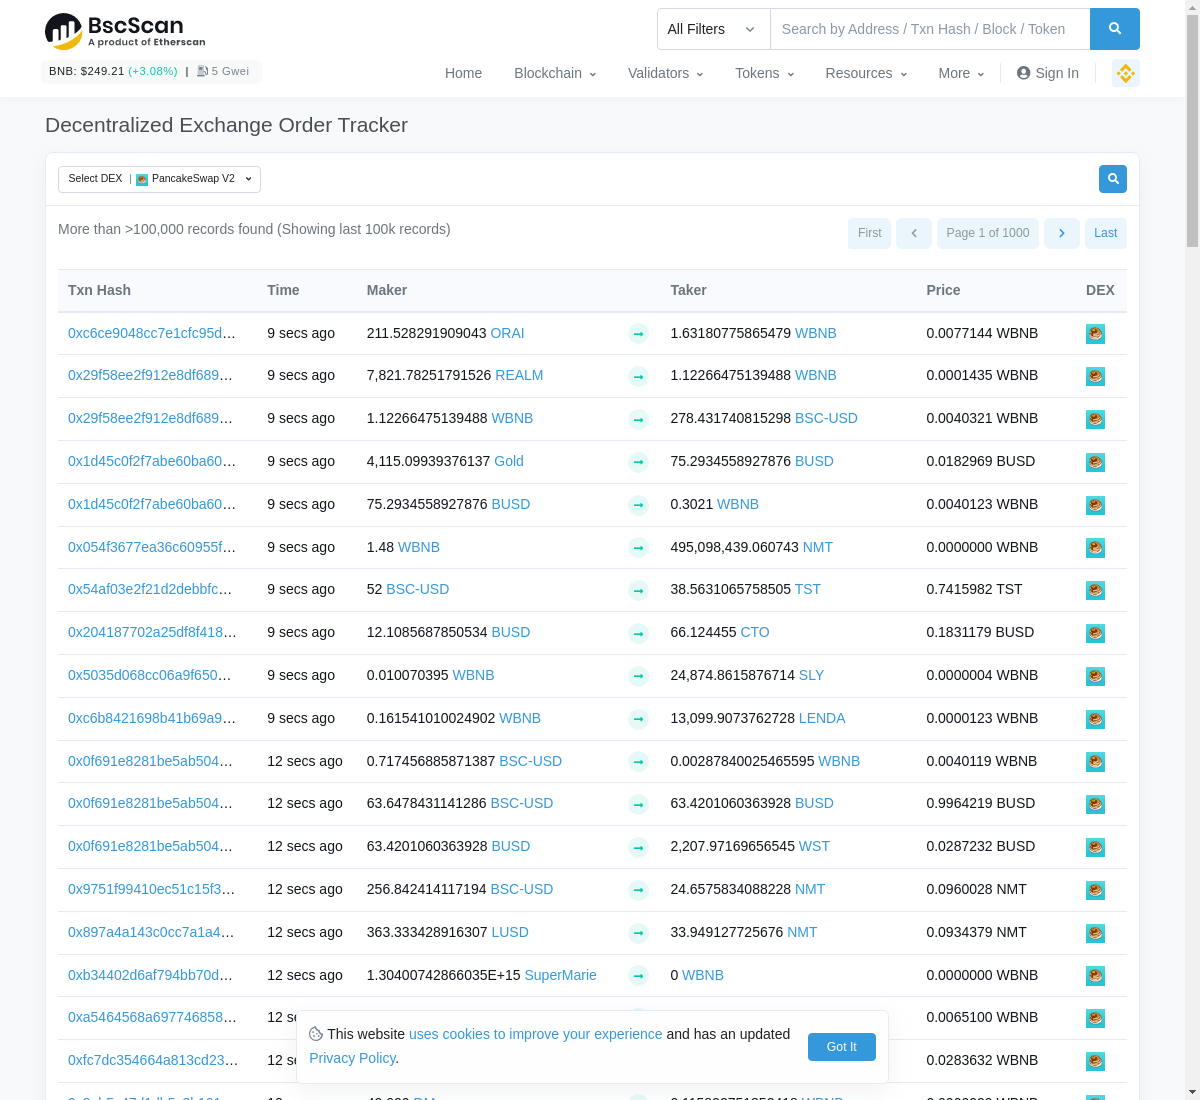 BscScan
A product of Etherscan
All Filters
Search by Address / Txn Hash / Block / Token
BNB: $249.21 (+3.08%) | 5 Gwei
Home Blockchain Validators Tokens Resources More Sign In
Decentralized Exchange Order Tracker
Select DEX | PancakeSwap V2
More than >100,000 records found (Showing last 100k records)
First Page 1 of 1000 Last
Txn Hash Time Maker Taker Price DEX
0xc6ce9048cc7e1cfc95d... 9 secs ago 211.528291909043 ORAI 1.63180775865479 WBNB 0.0077144 WBNB
0x29f58ee2f912e8df689... 9 secs ago 7,821.78251791526 REALM 1.12266475139488 WBNB 0.0001435 WBNB
0x29f58ee2f912e8df689... 9 secs ago 1.12266475139488 WBNB 278.431740815298 BSC-USD 0.0040321 WBNB
0x1d45c0f2f7abe60ba60... 9 secs ago 4,115.09939376137 Gold 75.2934558927876 BUSD 0.0182969 BUSD
0x1d45c0f2f7abe60ba60... 9 secs ago 75.2934558927876 BUSD 0.3021 WBNB 0.0040123 WBNB
0x054f3677ea36c60955f... 9 secs ago 1.48 WBNB 495,098,439.060743 NMT 0.0000000 WBNB
0x54af03e2f21d2debbfc... 9 secs ago 52 BSC-USD 38.5631065758505 TST 0.7415982 TST
0x204187702a25df8f418... 9 secs ago 12.1085687850534 BUSD 66.124455 CTO 0.1831179 BUSD
0x5035d068cc06a9f650... 9 secs ago 0.010070395 WBNB 24,874.8615876714 SLY 0.0000004 WBNB
0xc6b8421698b41b69a9... 9 secs ago 0.161541010024902 WBNB 13,099.9073762728 LENDA 0.0000123 WBNB
0x0f691e8281be5ab504... 12 secs ago 0.717456885871387 BSC-USD 0.00287840025465595 WBNB 0.0040119 WBNB
0x0f691e8281be5ab504... 12 secs ago 63.6478431141286 BSC-USD 63.4201060363928 BUSD 0.9964219 BUSD
0x0f691e8281be5ab504... 12 secs ago 63.4201060363928 BUSD 2,207.97169656545 WST 0.0287232 BUSD
0x9751f99410ec51c15f3... 12 secs ago 256.842414117194 BSC-USD 24.6575834088228 NMT 0.0960028 NMT
0x897a4a143c0cc7a1a4... 12 secs ago 363.333428916307 LUSD 33.949127725676 NMT 0.0934379 NMT
0xb34402d6af794bb70d... 12 secs ago 1.30400742866035E+15 SuperMarie 0 WBNB 0.0000000 WBNB
0xa5464568a697746858... 12 se 0.0065100 WBNB
0xfc7dc354664a813cd23... 12 se 0.0283632 WBNB
This website uses cookies to improve your experience and has an updated
Privacy Policy.
Got It